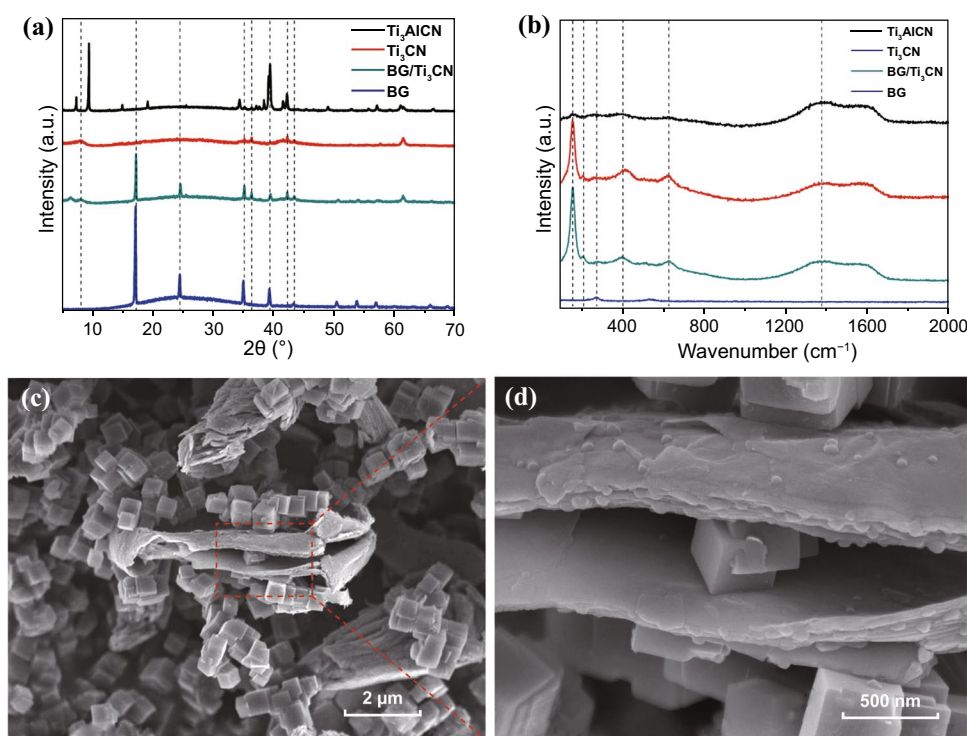 (a)
Ti₃AlCN
Ti₃CN
BG/Ti₃CN
BG
Intensity (a.u.)
10 20 30 40 50 60 70
2θ (°)
(b)
Ti₃AlCN
Ti₃CN
BG/Ti₃CN
BG
Intensity (a.u.)
400 800 1200 1600 2000
Wavenumber (cm⁻¹)
(c)
2 μm
(d)
500 nm